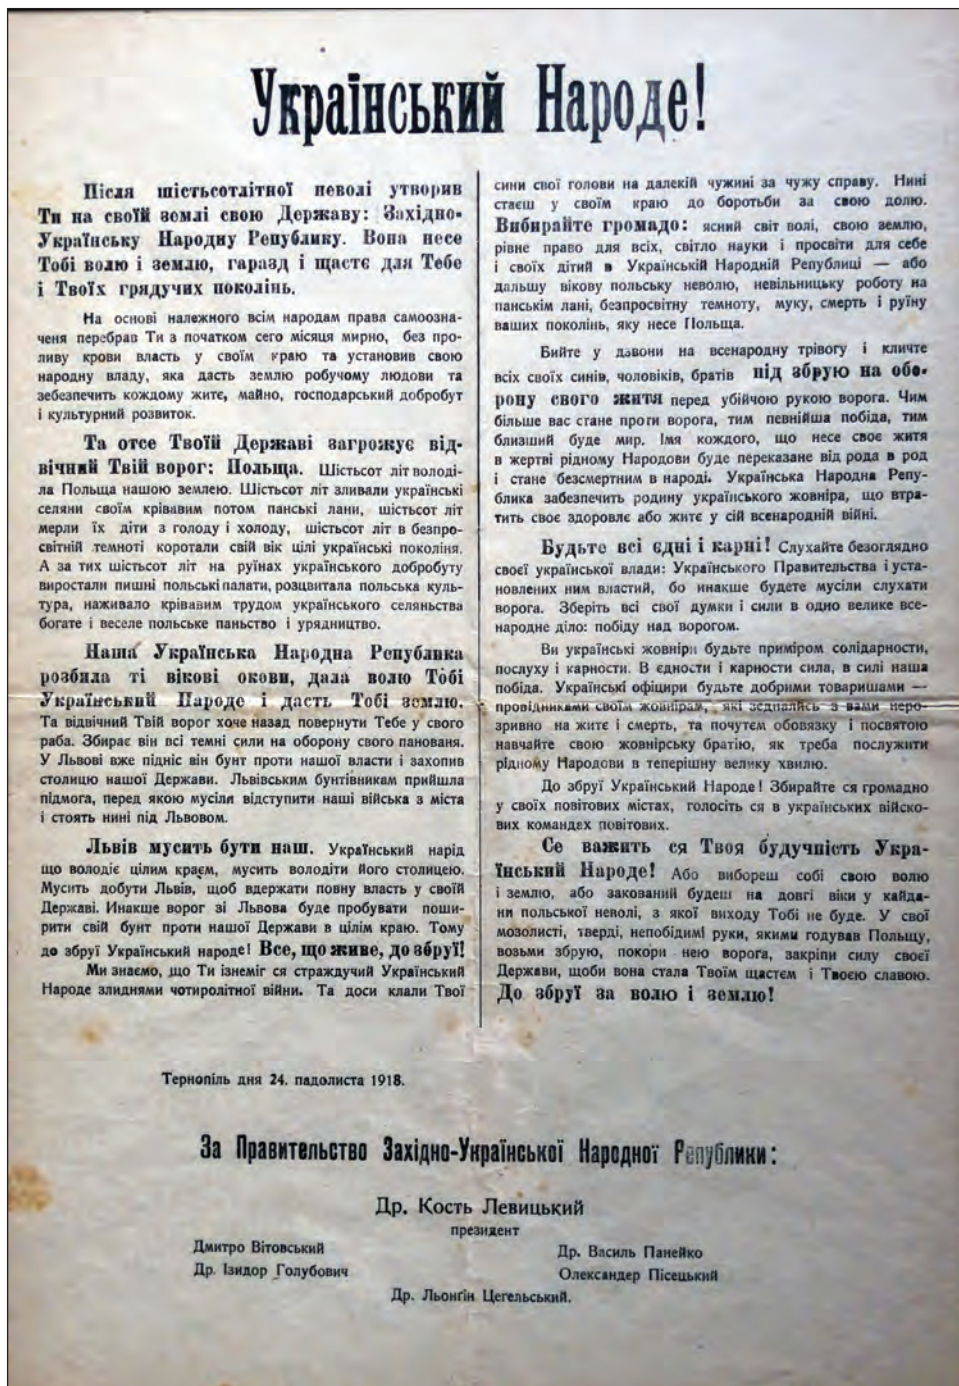 Український Народе!
Після шістьсотлітної неволі утворив
Ти на своїй землі свою Державу: Західно-
Українську Народну Републику. Вона несе
Тобі волю і землю, гаразд і щастє для Тебе
і Твоїх грядучих поколінь.
На основі належного всім народам права самоозна-
ченя перебрав Ти з початком сего місяця мирно, без про-
ливу крови власть у своїм краю та установив свою
народну владу, яка дасть землю робучому людови та
забезпечить кождому житє, майно, господарський добробут
і культурний розвиток.
Та отсе Твоїй Державі загрожує від-
вічний Твій ворог: Польща. Шістьсот літ володі-
ла Польща нашою землею. Шістьсот літ зливали українські
селяни своїм крівавим потом панські лани, шістьсот літ
мерли їх діти з голоду і холоду, шістьсот літ в безпро-
світній темноті коротали свій вік цілі українські поколіня.
А за тих шістьсот літ на руїнах українського добробуту
виростали пишні польські палати, розцвитала польська куль-
тура, наживало крівавим трудом українського селяньства
богате і веселе польське паньство і урядництво.
Наша Українська Народна Република
розбила ті вікові окови, дала волю Тобі
Український Народе і дасть Тобі землю.
Та відвічний Твій ворог хоче назад повернути Тебе у свого
раба. Збирає він всі темні сили на оборону свого панованя.
У Львові вже підніс він бунт проти нашої власти і захопив
столицю нашої Держави. Львівським бунтівникам прийшла
підмога, перед якою мусіли відступити наші війська з міста
і стоять нині під Львовом.
Львів мусить бути наш. Український нарід
що володіє цілим краєм, мусить володіти його столицею.
Мусить добути Львів, щоб вдержати повну власть у своїй
Державі. Инакше ворог зі Львова буде пробувати поши-
рити свій бунт проти нашої Держави в цілім краю. Тому
до збруї Український народе! Все, що живе, до збруї!
Ми знаємо, що Ти ізнеміг ся страждучий Український
Народе злиднями чотиролітної війни. Та доси клали Твої
сини свої голови на далекій чужині за чужу справу. Нині
стаєш у своїм краю до боротьби за свою долю.
Вибирайте громадо: ясний світ волі, свою землю,
рівне право для всіх, світло науки і просвіти для себе
і своїх дітий в Українській Народній Републиці — або
дальшу вікову польську неволю, невільницьку роботу на
панськім лані, безпросвітну темноту, муку, смерть і руїну
ваших поколінь, яку несе Польща.
Бийте у дзвони на всенародну трівогу і кличте
всіх своїх синів, чоловіків, братів під збрую на обо-
рону свого життя перед убійчою рукою ворога. Чим
більше вас стане проти ворога, тим певнійша побіда, тим
близший буде мир. Імя кождого, що несе своє житя
в жертві рідному Народови буде переказане від рода в род
і стане безсмертним в народі. Українська Народна Репу-
блика забезпечить родину українського жовніра, що втра-
тить своє здоровлє або житє у сій всенародній війні.
Будьте всі єдні і карні! Слухайте безоглядно
своєї української влади: Українського Правительства і уста-
новлених ним властий, бо инакше будете мусіли слухати
ворога. Зберіть всі свої думки і сили в одно велике все-
народне діло: побіду над ворогом.
Ви українські жовніри будьте приміром солідарности,
послуху і карности. В єдности і карности сила, в силі наша
побіда. Українські офіцири будьте добрими товаришами —
провідниками своїм жовнірам, які зєднались з вами неро-
зривно на житє і смерть, та почутєм обовязку і посвятою
навчайте свою жовнірську братію, як треба послужити
рідному Народови в теперішну велику хвилю.
До збруї Український Народе! Збирайте ся громадно
у своїх повітових містах, голосіть ся в українських війско-
вих командах повітових.
Се важить ся Твоя будучність Укра-
їнський Народе! Або вибореш собі свою волю
і землю, або закований будеш на довгі віки у кайда-
ни польської неволі, з якої виходу Тобі не буде. У свої
мозолисті, тверді, непобідимі руки, якими годував Польщу,
возьми збрую, покори нею ворога, закріпи силу своєї
Держави, щоби вона стала Твоїм щастєм і Твоєю славою.
До збруї за волю і землю!
Тернопіль дня 24. падолиста 1918.
За Правительство Західно-Української Народної Републики:
Др. Кость Левицький
президент
Дмитро Вітовський
Др. Ізидор Голубович
Др. Василь Панейко
Олександер Пісецький
Др. Льонґін Цегельський.